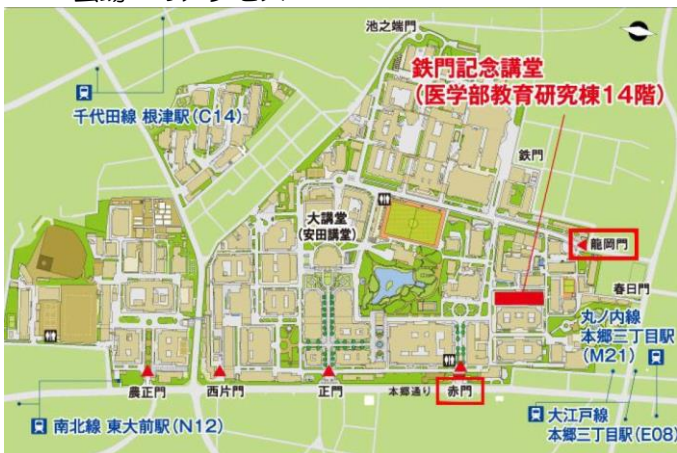 池之端門
鉄門記念講堂
(医学部教育研究棟14階)
千代田線 根津駅(C14)
鉄門
大講堂
(安田講堂)
龍岡門
春日門
丸ノ内線
本郷三丁目駅
(M21)
農正門
西片門
正門
本郷通り
赤門
南北線 東大前駅(N12)
大江戸線
本郷三丁目駅(E08)